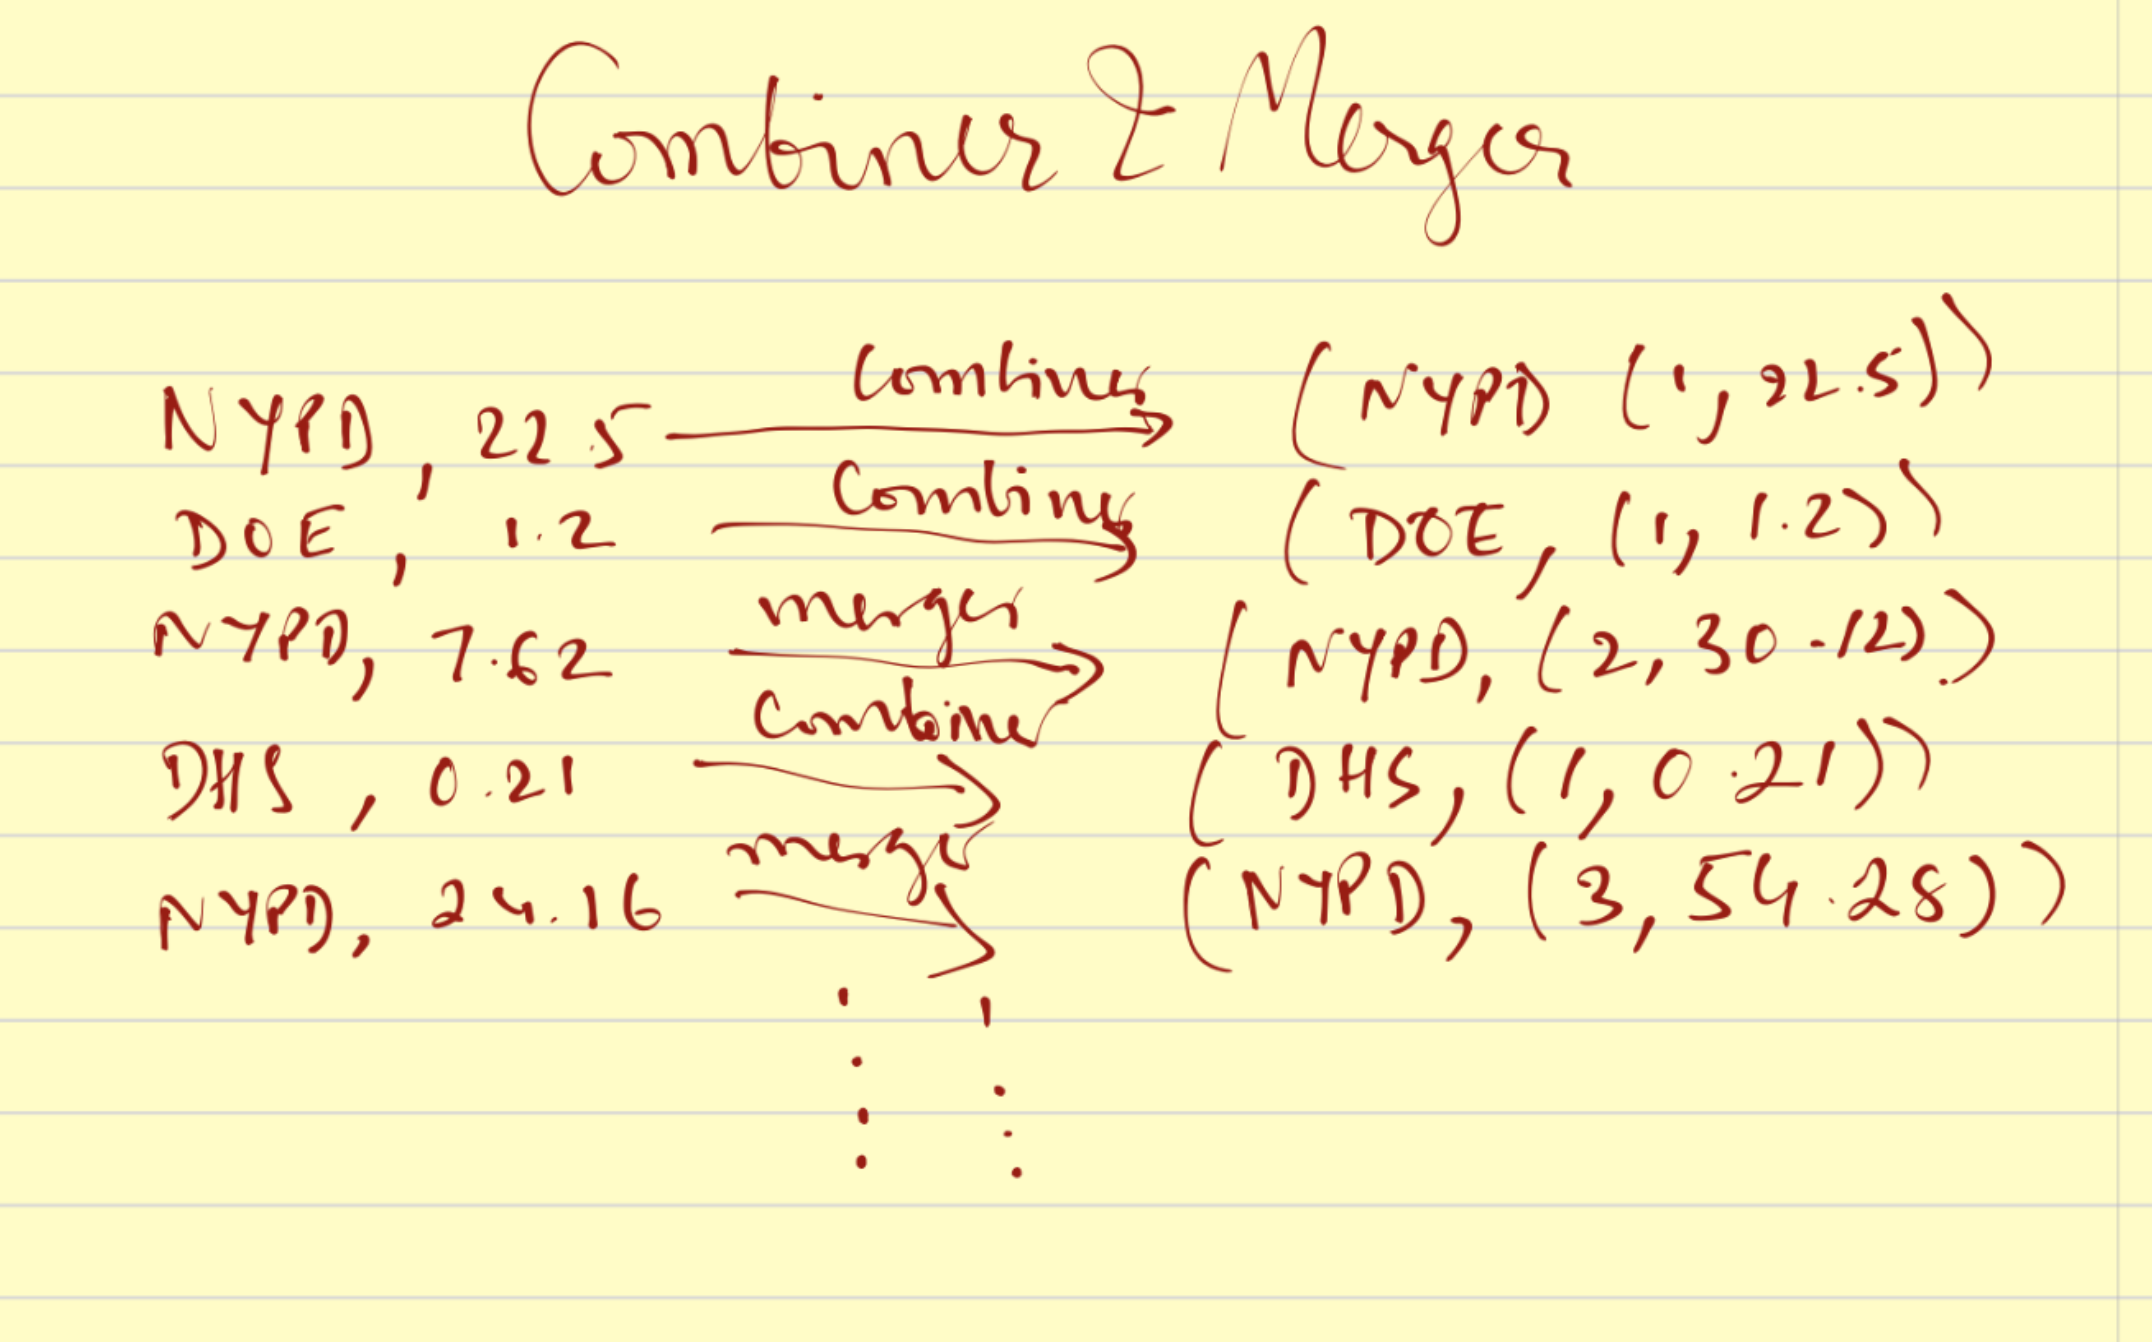 Combiner & Merger
NYPD, 22.5 Combiner (NYPD (1, 22.5))
DOE, 1.2 Combiner (DOE, (1, 1.2))
NYPD, 7.62 merger (NYPD, (2, 30.12))
DHS, 0.21 Combiner (DHS, (1, 0.21))
NYPD, 24.16 merger (NYPD, (3, 54.28))